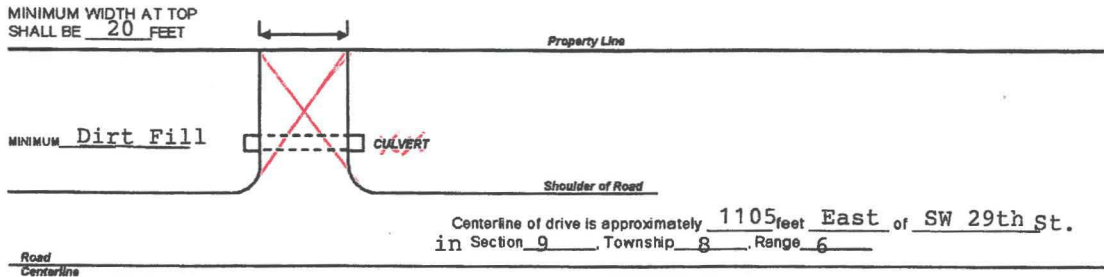 MINIMUM WIDTH AT TOP
SHALL BE 20 FEET
Property Line
MINIMUM Dirt Fill
CULVERT
Shoulder of Road
Centerline of drive is approximately 1105 feet East of SW 29th St.
in Section 9, Township 8, Range 6
Road
Centerline